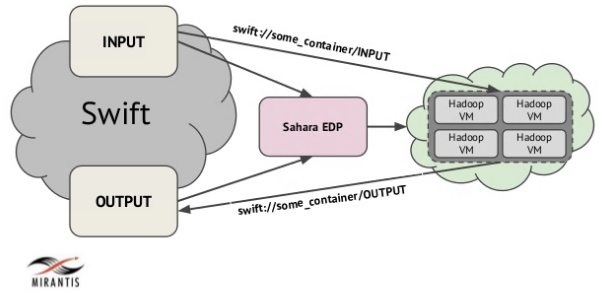 INPUT
swift://some_container/INPUT
Swift
Sahara EDP
Hadoop
VM
Hadoop
VM
Hadoop
VM
Hadoop
VM
OUTPUT
swift://some_container/OUTPUT
MIRANTIS